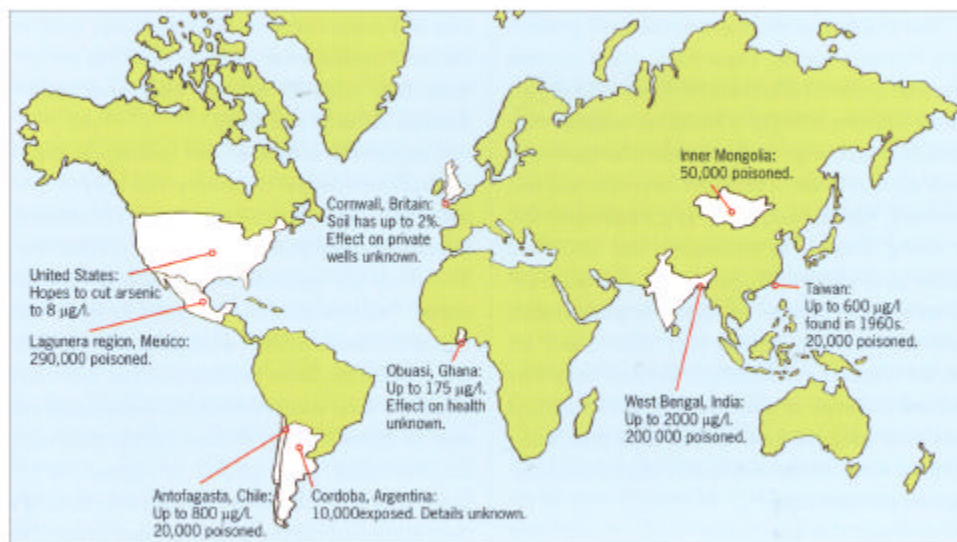 Inner Mongolia:
50,000 poisoned.
Cornwall, Britain:
Soil has up to 2%.
Effect on private
wells unknown.
United States:
Hopes to cut arsenic
to 8 µg/l.
Lagunera region, Mexico:
290,000 poisoned.
Taiwan:
Up to 600 µg/l
found in 1960s.
20,000 poisoned.
Obuasi, Ghana:
Up to 175 µg/l.
Effect on health
unknown.
West Bengal, India:
Up to 2000 µg/l.
200 000 poisoned.
Antofagasta, Chile:
Up to 800 µg/l.
20,000 poisoned.
Cordoba, Argentina:
10,000exposed. Details unknown.